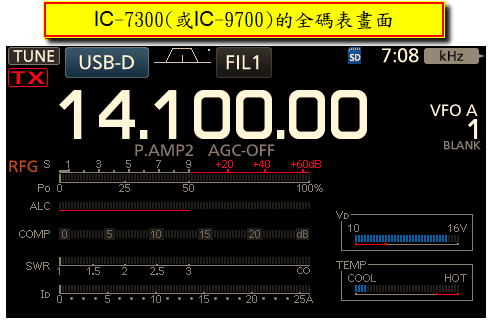 IC-7300(或IC-9700)的全碼表畫面
TUNE USB-D FIL1 SD 7:08 kHz
TX
14.100.00
VFO A
1
BLANK
P.AMP2 AGC-OFF
RFG S 1 3 5 7 9 +20 +40 +60dB
Po 0 25 50 100%
ALC
COMP 0 5 10 15 20 dB
SWR 1 1.5 2 3 ∞
ID 0 5 10 15 20 25A
VD
10 16V
TEMP
COOL HOT